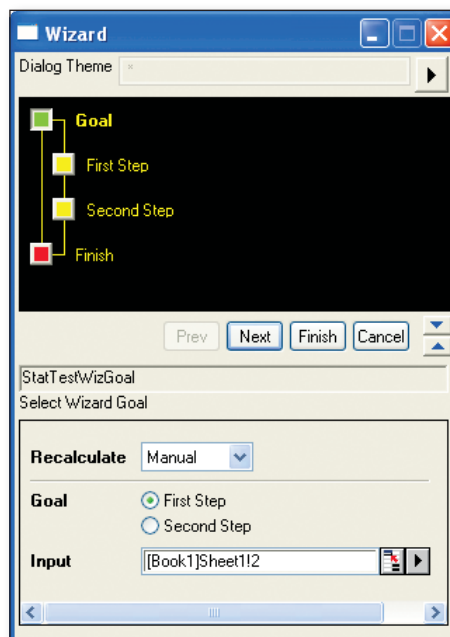 Wizard
Dialog Theme *
Goal
First Step
Second Step
Finish
Prev Next Finish Cancel
StatTestWizGoal
Select Wizard Goal
Recalculate Manual
Goal First Step
Second Step
Input [Book1]Sheet1!2